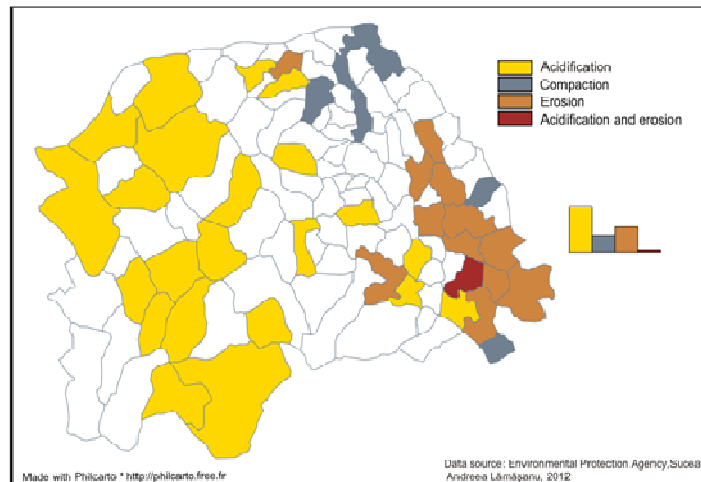 Acidification
Compaction
Erosion
Acidification and erosion
Data source: Environmental Protection Agency,Sucea
Made with Philcarto * http://philcarto.free.fr
Andreea Lămășanu, 2012